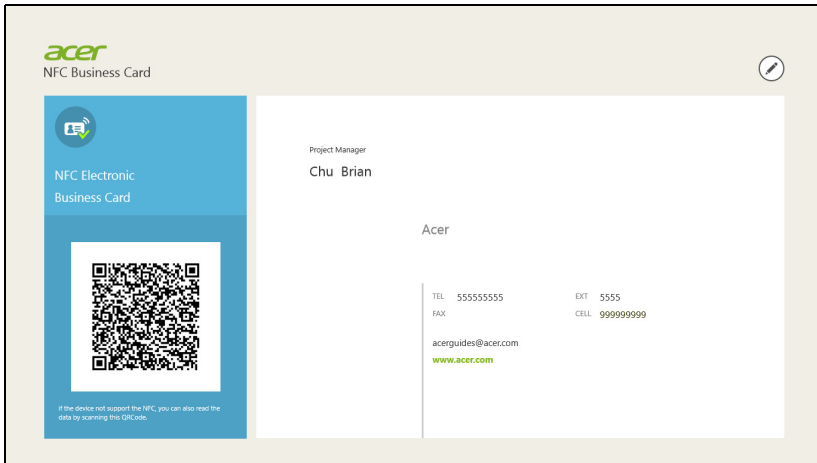 acer
NFC Business Card
NFC Electronic
Business Card
If the device not support the NFC, you can also read the
data by scanning this QRCode.
Project Manager
Chu Brian
Acer
TEL 555555555 EXT 5555
FAX CELL 999999999
acerguides@acer.com
www.acer.com